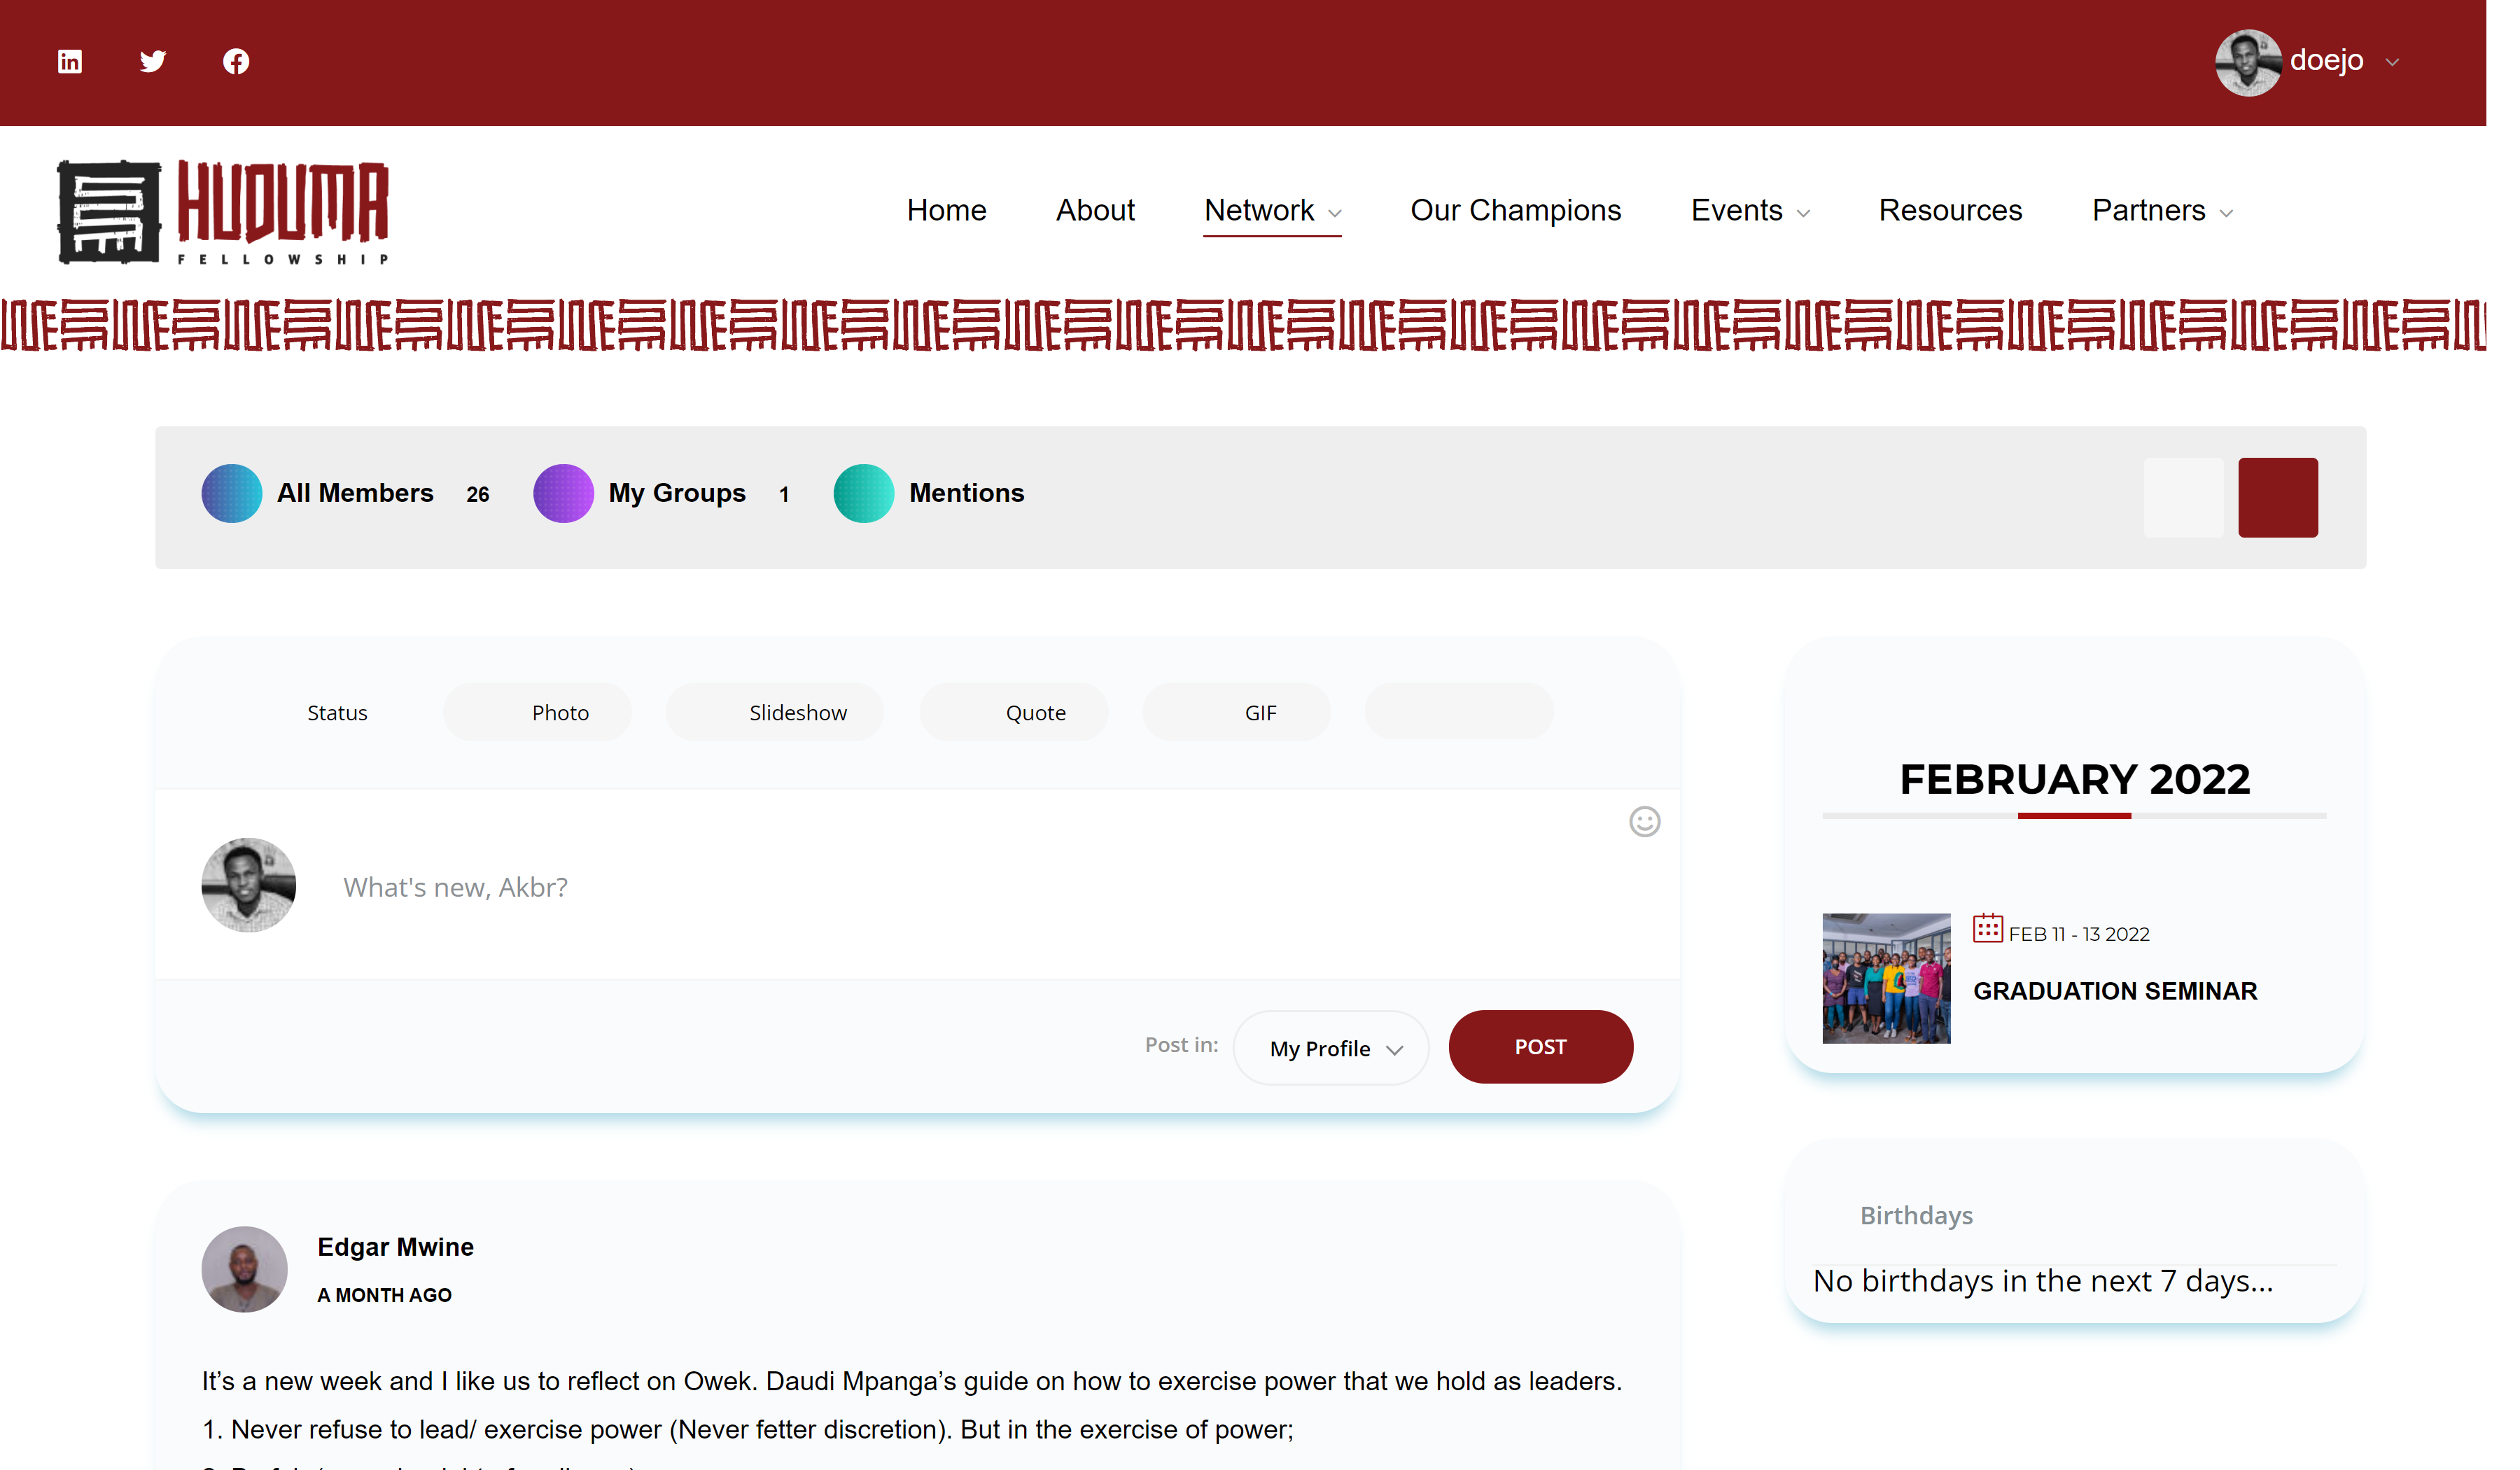 doejo
HUDUMA
FELLOWSHIP
Home About Network Our Champions Events Resources Partners
All Members 26 My Groups 1 Mentions
Status Photo Slideshow Quote GIF
What's new, Akbr?
Post in: My Profile POST
FEBRUARY 2022
FEB 11 - 13 2022
GRADUATION SEMINAR
Birthdays
No birthdays in the next 7 days...
Edgar Mwine
A MONTH AGO
It’s a new week and I like us to reflect on Owek. Daudi Mpanga’s guide on how to exercise power that we hold as leaders.
1. Never refuse to lead/ exercise power (Never fetter discretion). But in the exercise of power;